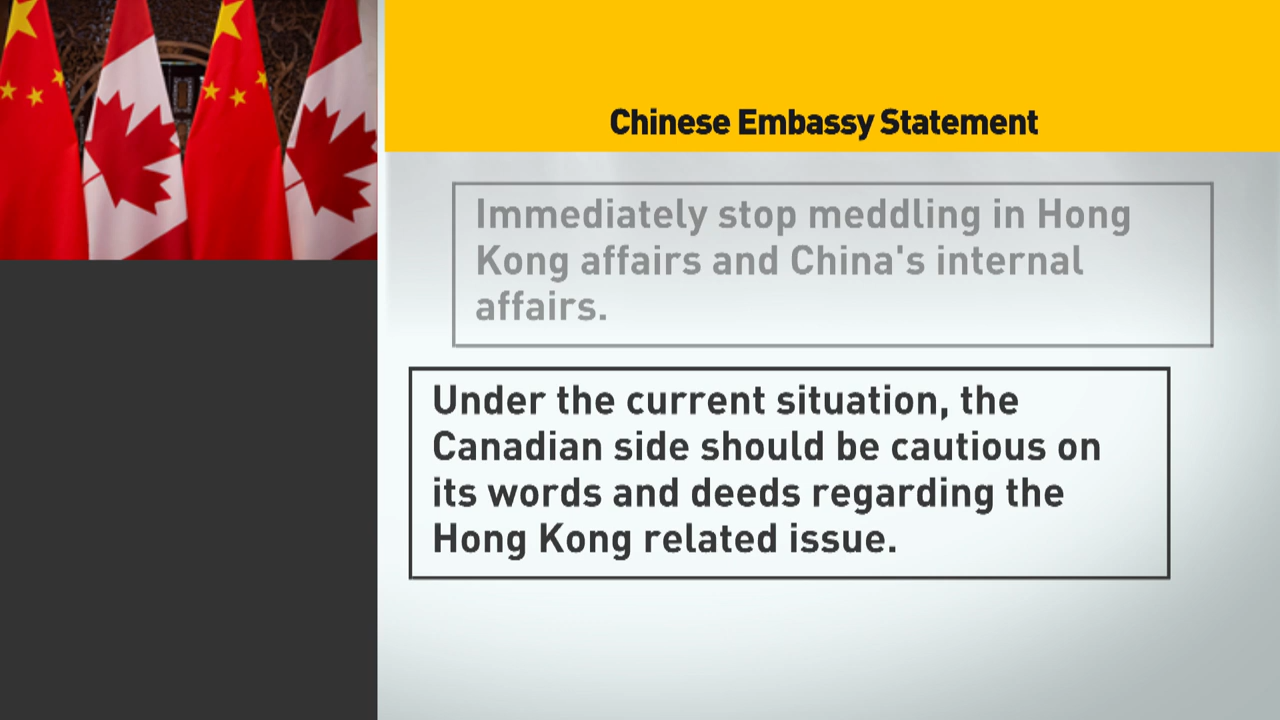 Chinese Embassy Statement
Immediately stop meddling in Hong
Kong affairs and China's internal
affairs.
Under the current situation, the
Canadian side should be cautious on
its words and deeds regarding the
Hong Kong related issue.